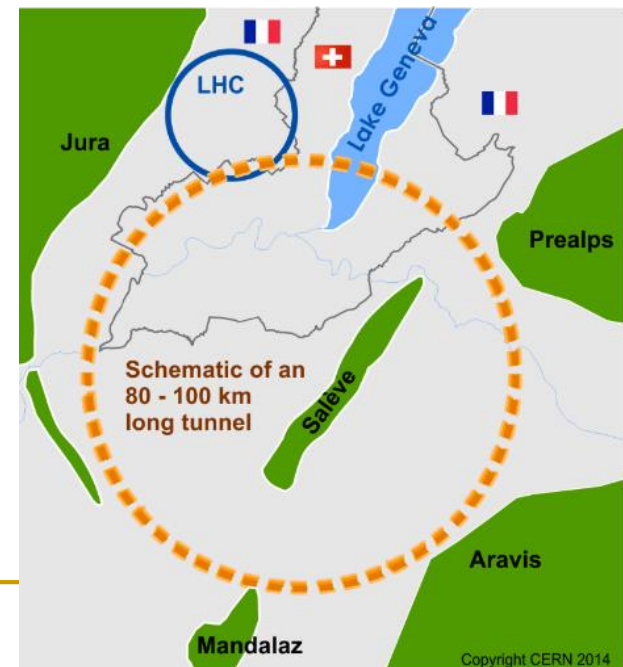 LHC
Lake Geneva
Jura
Prealps
Schematic of an
80 - 100 km
long tunnel
Salève
Aravis
Mandalaz
Copyright CERN 2014